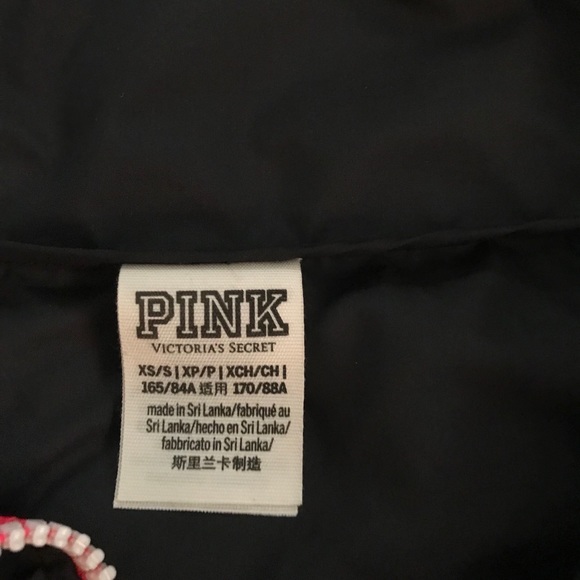 PINK
VICTORIA'S SECRET
XS/S | XP/P | XCH/CH |
165/84A 适用 170/88A
made in Sri Lanka/fabriqué au
Sri Lanka/hecho en Sri Lanka/
fabbricato in Sri Lanka/
斯里兰卡制造